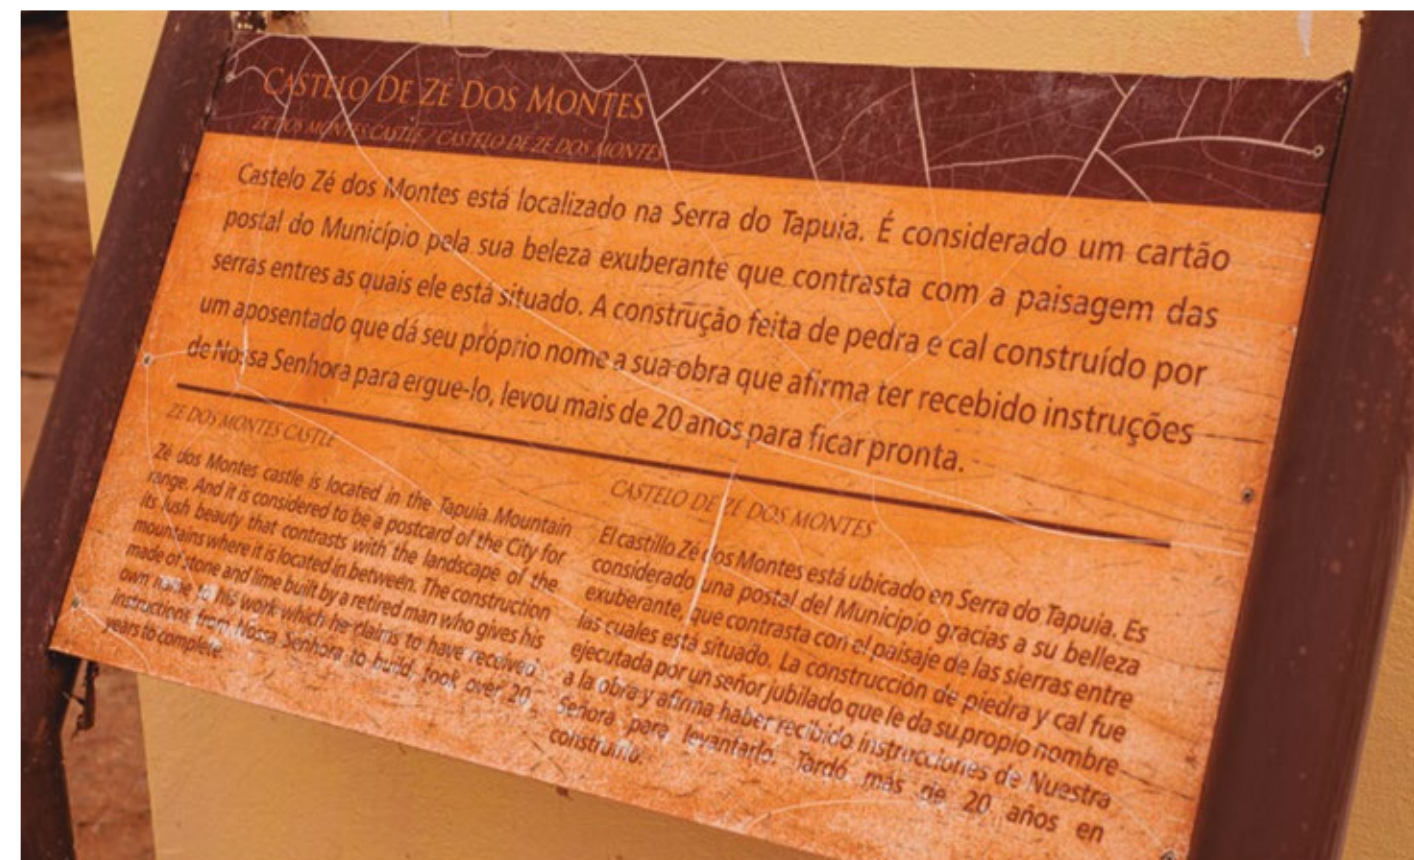 CASTELO DE ZÉ DOS MONTES
ZÉ DOS MONTES CASTLE / CASTELO DE ZÉ DOS MONTES
Castelo Zé dos Montes está localizado na Serra do Tapuia. É considerado um cartão
postal do Município pela sua beleza exuberante que contrasta com a paisagem das
serras entres as quais ele está situado. A construção feita de pedra e cal construído por
um aposentado que dá seu próprio nome a sua obra que afirma ter recebido instruções
de Nossa Senhora para ergue-lo, levou mais de 20 anos para ficar pronta.
ZÉ DOS MONTES CASTLE
Zé dos Montes castle is located in the Tapuia Mountain
range. And it is considered to be a postcard of the City for
its lush beauty that contrasts with the landscape of the
mountains where it is located in between. The construction
made of stone and lime built by a retired man who gives his
own name to his work which he claims to have received
instructions from Nossa Senhora to build, took over 20
years to complete
CASTELO DE ZÉ DOS MONTES
El castillo Zé dos Montes está ubicado en Serra do Tapuia. Es
considerado una postal del Municipio gracias a su belleza
exuberante, que contrasta con el paisaje de las sierras entre
las cuales está situado. La construcción de piedra y cal fue
ejecutada por un señor jubilado que le da su propio nombre
a la obra y afirma haber recibido instrucciones de Nuestra
Señora para levantarlo. Tardó más de 20 años en
construirlo.